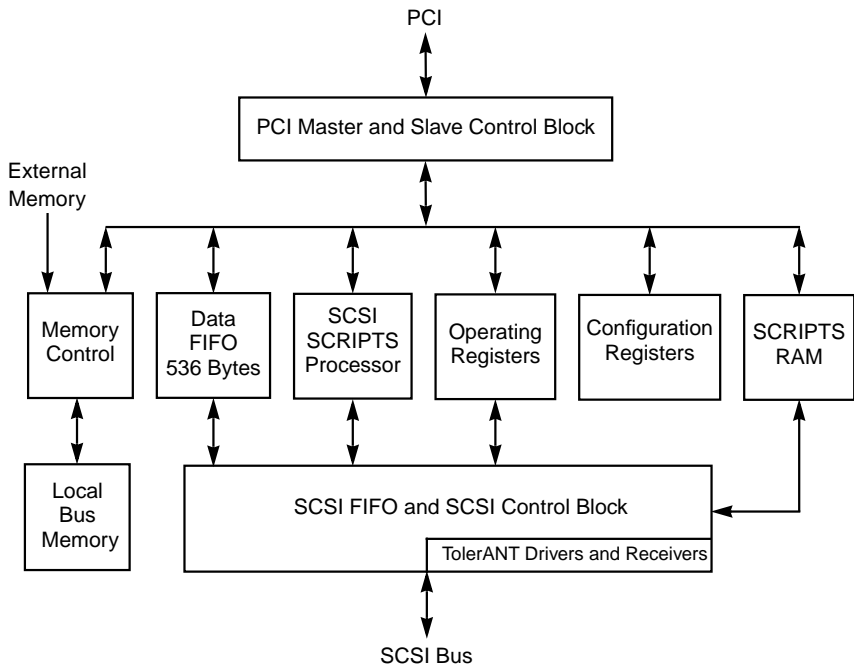 PCI
PCI Master and Slave Control Block
External
Memory
Memory
Control
Data
FIFO
536 Bytes
SCSI
SCRIPTS
Processor
Operating
Registers
Configuration
Registers
SCRIPTS
RAM
Local
Bus
Memory
SCSI FIFO and SCSI Control Block
TolerANT Drivers and Receivers
SCSI Bus